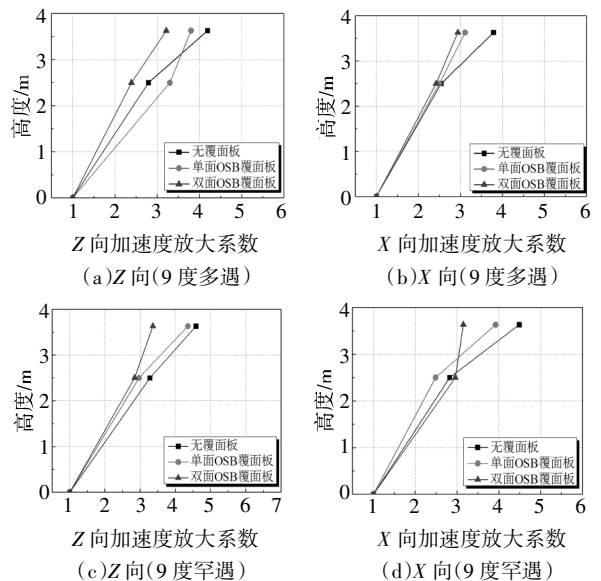 4
3
2
1
0
高度/m
无覆面板
单面OSB覆面板
双面OSB覆面板
1 2 3 4 5 6
Z 向加速度放大系数
(a)Z 向(9 度多遇)
4
3
2
1
0
高度/m
无覆面板
单面OSB覆面板
双面OSB覆面板
1 2 3 4 5 6
X 向加速度放大系数
(b)X 向(9 度多遇)
4
3
2
1
0
高度/m
无覆面板
单面OSB覆面板
双面OSB覆面板
1 2 3 4 5 6 7
Z 向加速度放大系数
(c)Z 向(9 度罕遇)
4
3
2
1
0
高度/m
无覆面板
单面OSB覆面板
双面OSB覆面板
1 2 3 4 5 6
X 向加速度放大系数
(d)X 向(9 度罕遇)